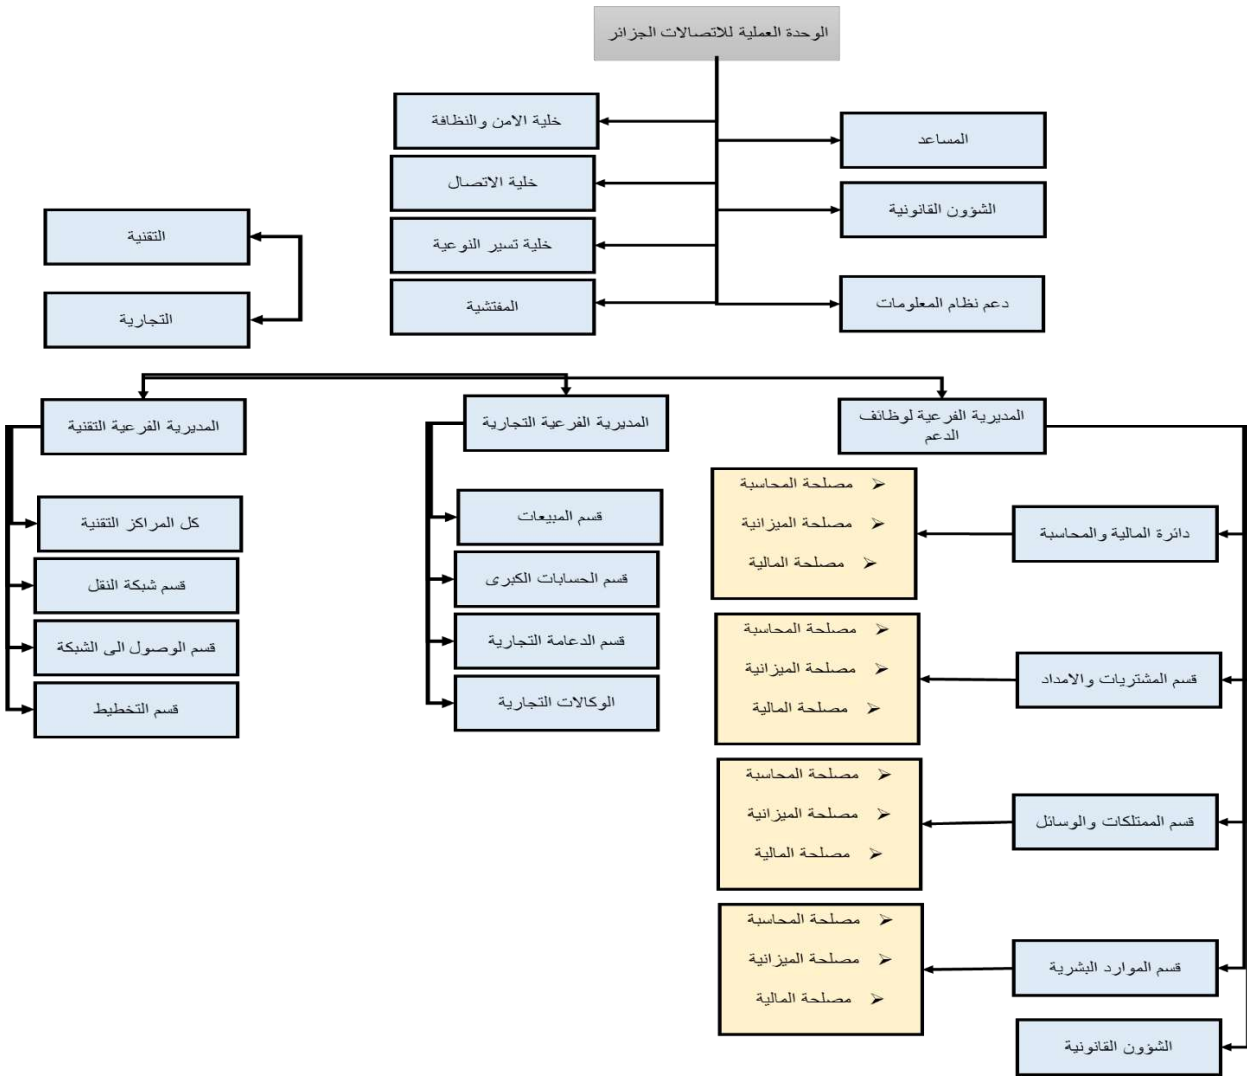 الوحدة العملية للاتصالات الجزائر
المساعد
الشؤون القانونية
دعم نظام المعلومات
خلية الامن والنظافة
خلية الاتصال
خلية تسير النوعية
المفتشية
التقنية
التجارية
المديرية الفرعية لوظائف
الدعم
دائرة المالية والمحاسبة
مصلحة المحاسبة
مصلحة الميزانية
مصلحة المالية
قسم المشتريات والامداد
مصلحة المحاسبة
مصلحة الميزانية
مصلحة المالية
قسم الممتلكات والوسائل
مصلحة المحاسبة
مصلحة الميزانية
مصلحة المالية
قسم الموارد البشرية
مصلحة المحاسبة
مصلحة الميزانية
مصلحة المالية
الشؤون القانونية
المديرية الفرعية التجارية
قسم المبيعات
قسم الحسابات الكبرى
قسم الدعامة التجارية
الوكالات التجارية
المديرية الفرعية التقنية
كل المراكز التقنية
قسم شبكة النقل
قسم الوصول الى الشبكة
قسم التخطيط